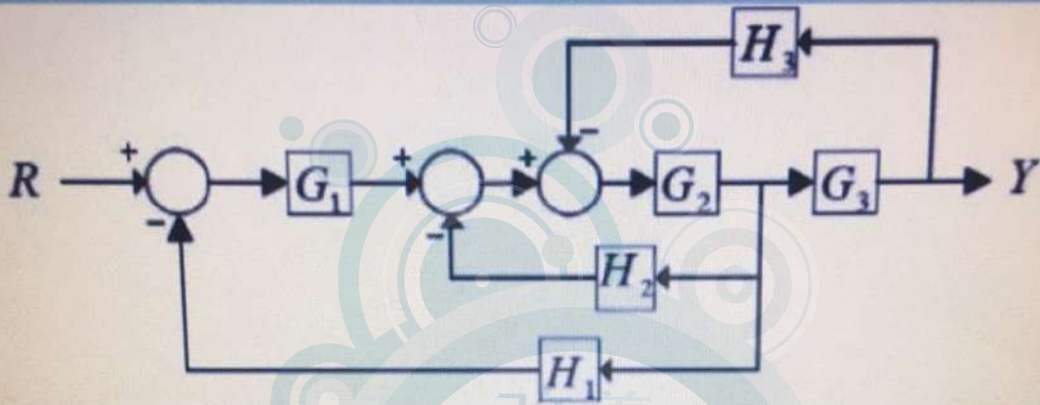 H₃
R + − G₁ + − + − G₂ G₃ Y
H₂
H₁